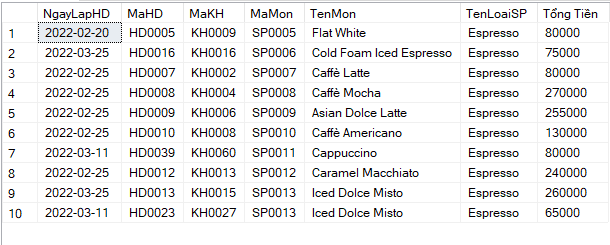 NgayLapHD MaHD MaKH MaMon TenMon TenLoaiSP Tổng Tiên
1 2022-02-20 HD0005 KH0009 SP0005 Flat White Espresso 80000
2 2022-03-25 HD0016 KH0016 SP0006 Cold Foam Iced Espresso Espresso 75000
3 2022-02-25 HD0007 KH0002 SP0007 Caffè Latte Espresso 80000
4 2022-02-25 HD0008 KH0004 SP0008 Caffè Mocha Espresso 270000
5 2022-02-25 HD0009 KH0006 SP0009 Asian Dolce Latte Espresso 255000
6 2022-02-25 HD0010 KH0008 SP0010 Caffè Americano Espresso 130000
7 2022-03-11 HD0039 KH0060 SP0011 Cappuccino Espresso 80000
8 2022-02-25 HD0012 KH0013 SP0012 Caramel Macchiato Espresso 240000
9 2022-03-25 HD0013 KH0015 SP0013 Iced Dolce Misto Espresso 260000
10 2022-03-11 HD0023 KH0027 SP0013 Iced Dolce Misto Espresso 65000